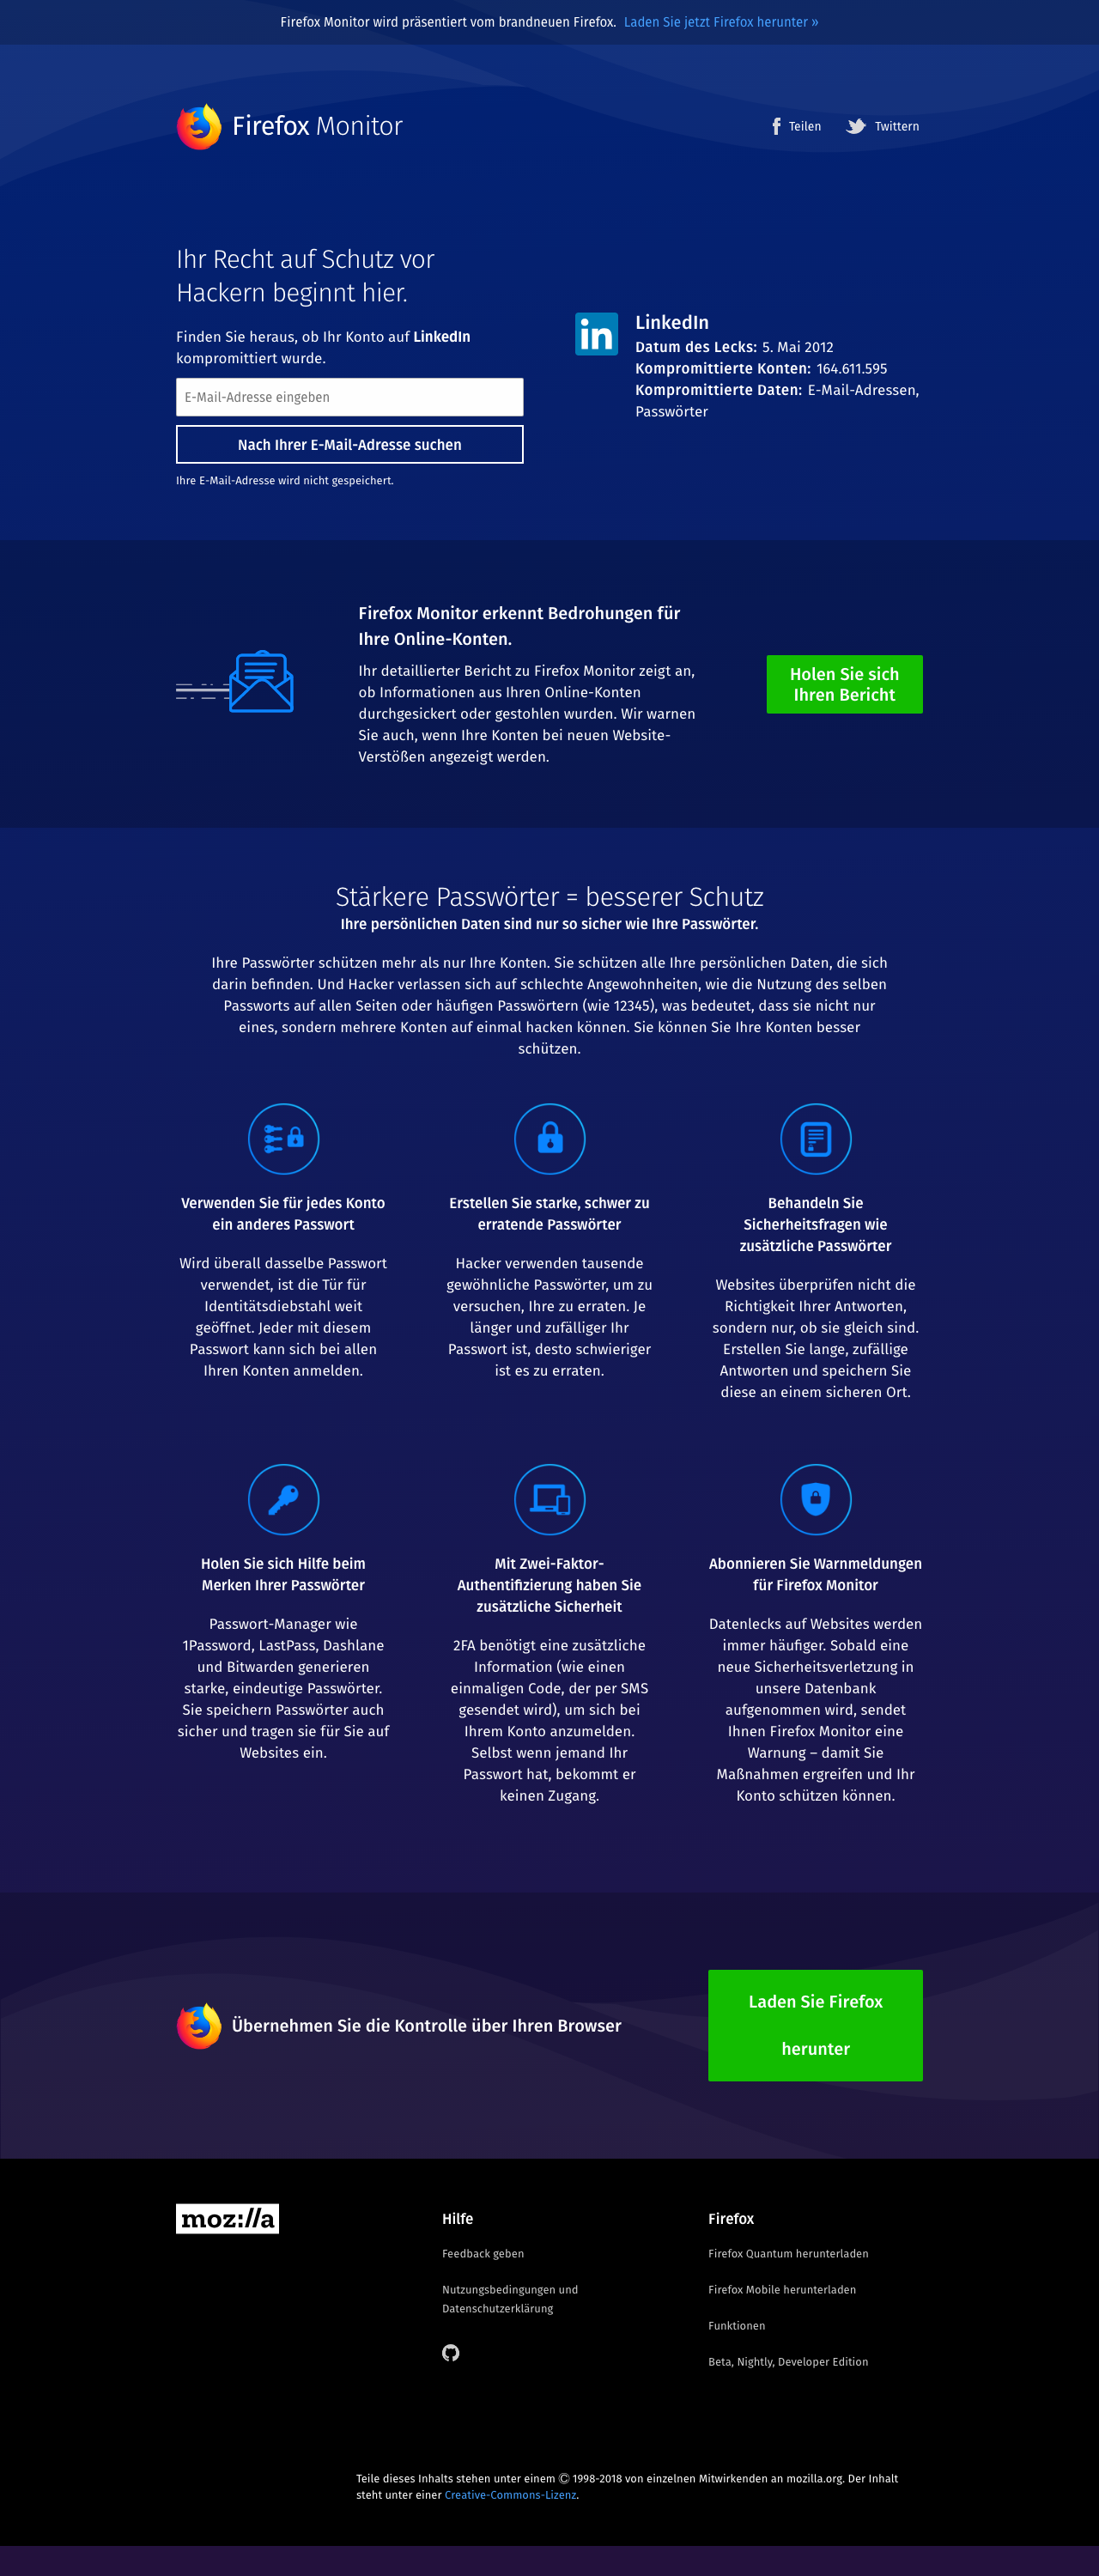 Firefox Monitor wird präsentiert vom brandneuen Firefox. Laden Sie jetzt Firefox herunter »
Firefox Monitor
Teilen
Twittern
Ihr Recht auf Schutz vor
Hackern beginnt hier.
Finden Sie heraus, ob Ihr Konto auf LinkedIn
kompromittiert wurde.
E-Mail-Adresse eingeben
Nach Ihrer E-Mail-Adresse suchen
Ihre E-Mail-Adresse wird nicht gespeichert.
in
LinkedIn
Datum des Lecks: 5. Mai 2012
Kompromittierte Konten: 164.611.595
Kompromittierte Daten: E-Mail-Adressen,
Passwörter
Firefox Monitor erkennt Bedrohungen für
Ihre Online-Konten.
Ihr detaillierter Bericht zu Firefox Monitor zeigt an,
ob Informationen aus Ihren Online-Konten
durchgesickert oder gestohlen wurden. Wir warnen
Sie auch, wenn Ihre Konten bei neuen Website-
Verstößen angezeigt werden.
Holen Sie sich
Ihren Bericht
Stärkere Passwörter = besserer Schutz
Ihre persönlichen Daten sind nur so sicher wie Ihre Passwörter.
Ihre Passwörter schützen mehr als nur Ihre Konten. Sie schützen alle Ihre persönlichen Daten, die sich
darin befinden. Und Hacker verlassen sich auf schlechte Angewohnheiten, wie die Nutzung des selben
Passworts auf allen Seiten oder häufigen Passwörtern (wie 12345), was bedeutet, dass sie nicht nur
eines, sondern mehrere Konten auf einmal hacken können. Sie können Sie Ihre Konten besser
schützen.
Verwenden Sie für jedes Konto
ein anderes Passwort
Wird überall dasselbe Passwort
verwendet, ist die Tür für
Identitätsdiebstahl weit
geöffnet. Jeder mit diesem
Passwort kann sich bei allen
Ihren Konten anmelden.
Erstellen Sie starke, schwer zu
erratende Passwörter
Hacker verwenden tausende
gewöhnliche Passwörter, um zu
versuchen, Ihre zu erraten. Je
länger und zufälliger Ihr
Passwort ist, desto schwieriger
ist es zu erraten.
Behandeln Sie
Sicherheitsfragen wie
zusätzliche Passwörter
Websites überprüfen nicht die
Richtigkeit Ihrer Antworten,
sondern nur, ob sie gleich sind.
Erstellen Sie lange, zufällige
Antworten und speichern Sie
diese an einem sicheren Ort.
Holen Sie sich Hilfe beim
Merken Ihrer Passwörter
Passwort-Manager wie
1Password, LastPass, Dashlane
und Bitwarden generieren
starke, eindeutige Passwörter.
Sie speichern Passwörter auch
sicher und tragen sie für Sie auf
Websites ein.
Mit Zwei-Faktor-
Authentifizierung haben Sie
zusätzliche Sicherheit
2FA benötigt eine zusätzliche
Information (wie einen
einmaligen Code, der per SMS
gesendet wird), um sich bei
Ihrem Konto anzumelden.
Selbst wenn jemand Ihr
Passwort hat, bekommt er
keinen Zugang.
Abonnieren Sie Warnmeldungen
für Firefox Monitor
Datenlecks auf Websites werden
immer häufiger. Sobald eine
neue Sicherheitsverletzung in
unsere Datenbank
aufgenommen wird, sendet
Ihnen Firefox Monitor eine
Warnung – damit Sie
Maßnahmen ergreifen und Ihr
Konto schützen können.
Übernehmen Sie die Kontrolle über Ihren Browser
Laden Sie Firefox
herunter
moz://a
Hilfe
Feedback geben
Nutzungsbedingungen und
Datenschutzerklärung
Firefox
Firefox Quantum herunterladen
Firefox Mobile herunterladen
Funktionen
Beta, Nightly, Developer Edition
Teile dieses Inhalts stehen unter einem © 1998-2018 von einzelnen Mitwirkenden an mozilla.org. Der Inhalt
steht unter einer Creative-Commons-Lizenz.